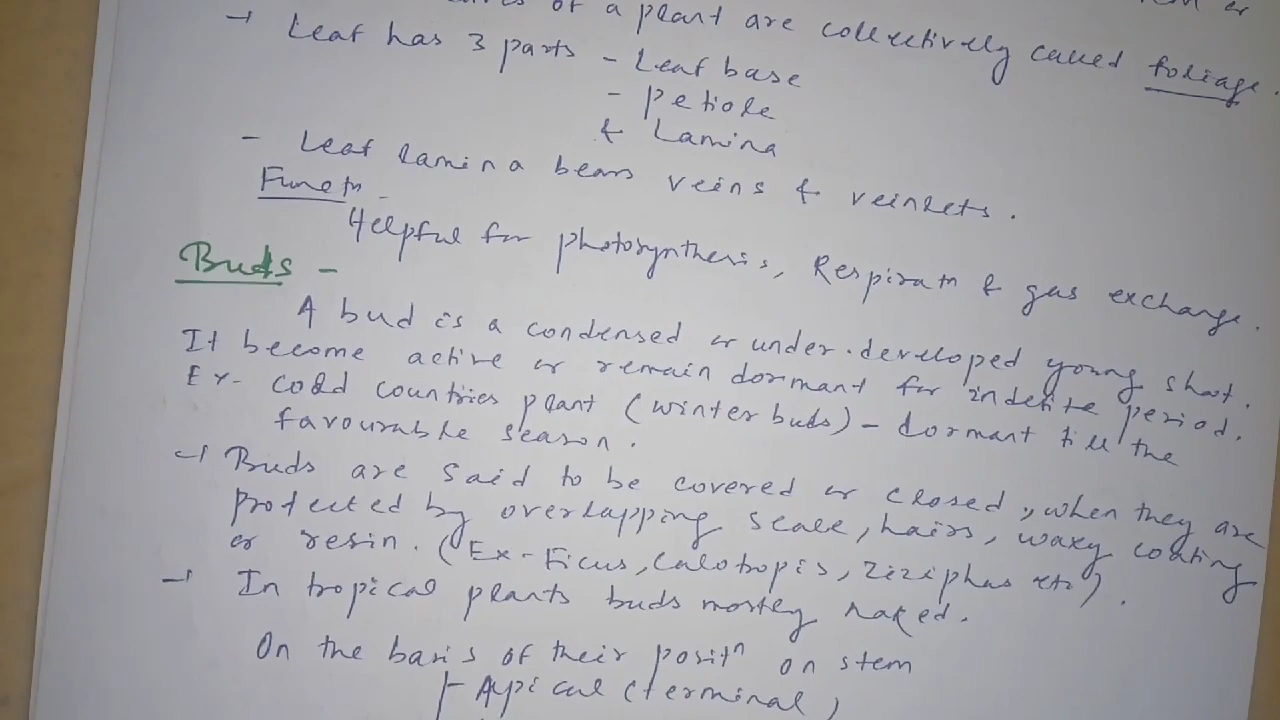 of a plant are collectively called foliage.
→ Leaf has 3 parts - Leaf base
- Petiole
& Lamina
- Leaf lamina bears veins & veinlets.
Functn -
Helpful for photosynthesis, Respiratn & gas exchange.
Buds -
A bud is a condensed or under-developed young shoot.
It become active or remain dormant for indefite period.
Ex- cold countries plant (winter buds) - dormant till the
favourable season.
→ Buds are said to be covered or closed, when they are
protected by overlapping scale, hairs, waxy coating
or resin. (Ex- Ficus, Calotropis, Ziziphus etc).
→ In tropical plants buds mostly naked.
On the basis of their positn on stem
Apical (terminal)